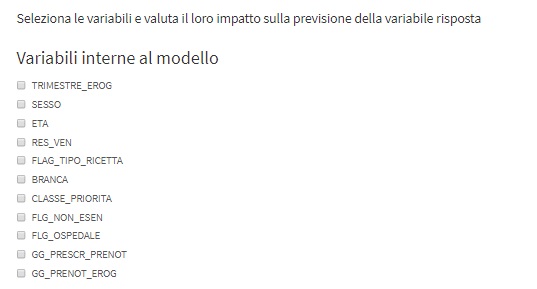 Seleziona le variabili e valuta il loro impatto sulla previsione della variabile risposta
Variabili interne al modello
TRIMESTRE_EROG
SESSO
ETA
RES_VEN
FLAG_TIPO_RICETTA
BRANCA
CLASSE_PRIORITA
FLG_NON_ESEN
FLG_OSPEDALE
GG_PRESCR_PRENOT
GG_PRENOT_EROG